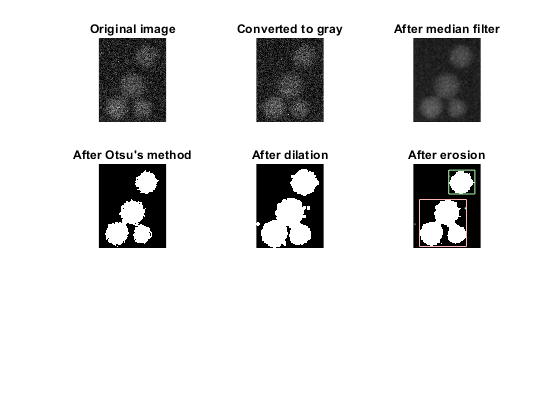 Original image
Converted to gray
After median filter
After Otsu's method
After dilation
After erosion